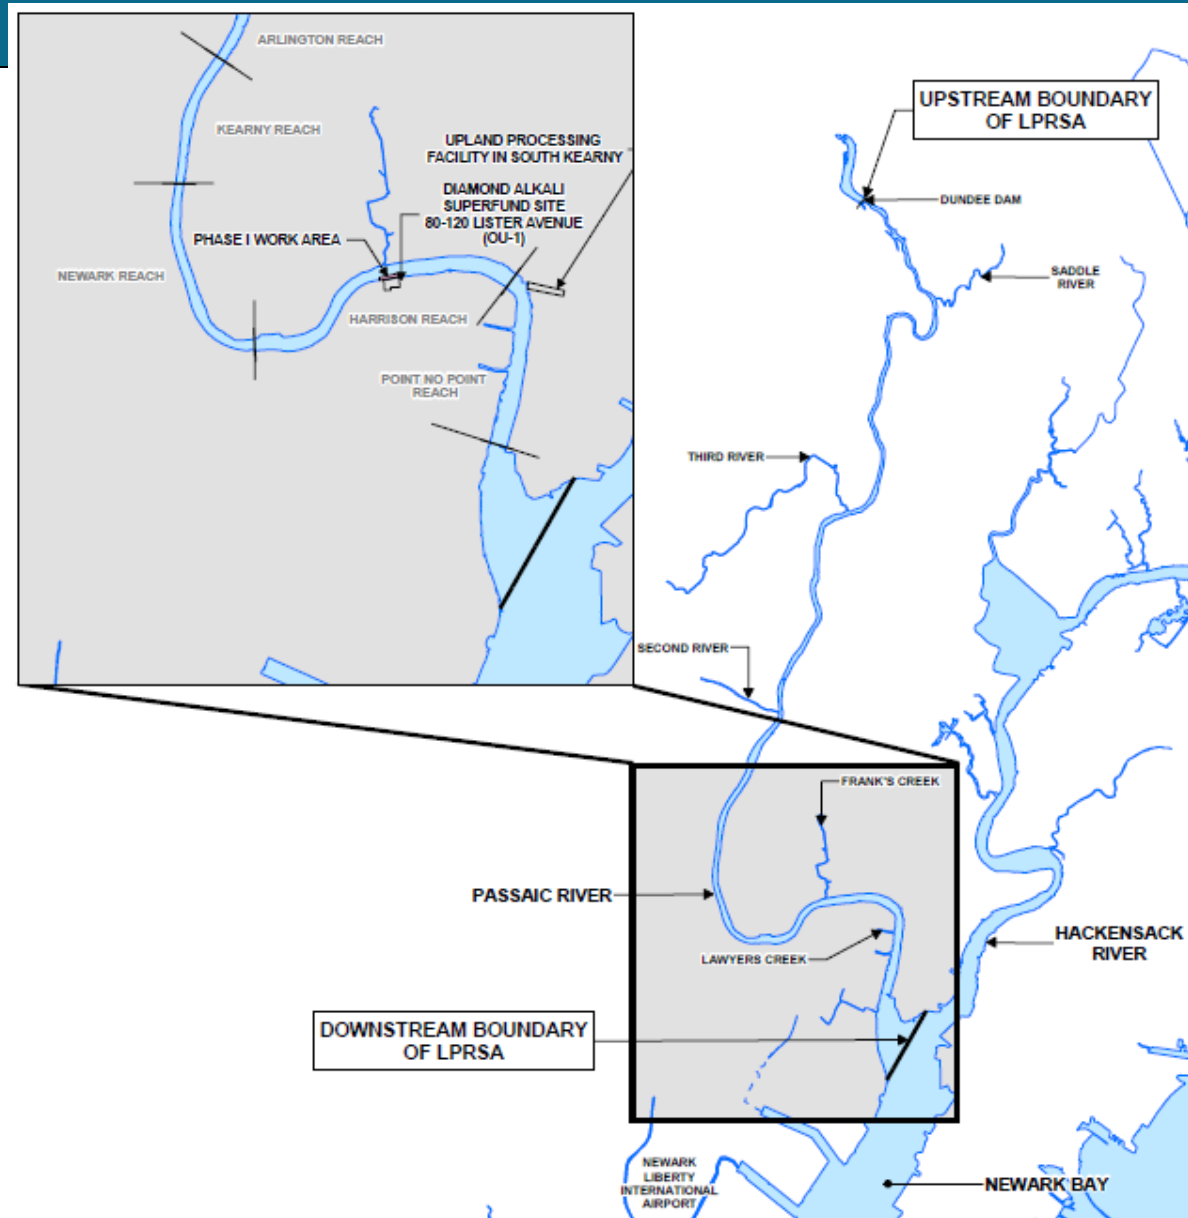 ARLINGTON REACH
KEARNY REACH
UPLAND PROCESSING
FACILITY IN SOUTH KEARNY
DIAMOND ALKALI
SUPERFUND SITE
80-120 LISTER AVENUE
(OU-1)
PHASE I WORK AREA
NEWARK REACH
HARRISON REACH
POINT NO POINT
REACH
UPSTREAM BOUNDARY
OF LPRSA
DUNDEE DAM
SADDLE
RIVER
THIRD RIVER
SECOND RIVER
FRANK'S CREEK
PASSAIC RIVER
LAWYERS CREEK
HACKENSACK
RIVER
DOWNSTREAM BOUNDARY
OF LPRSA
NEWARK
LIBERTY
INTERNATIONAL
AIRPORT
NEWARK BAY